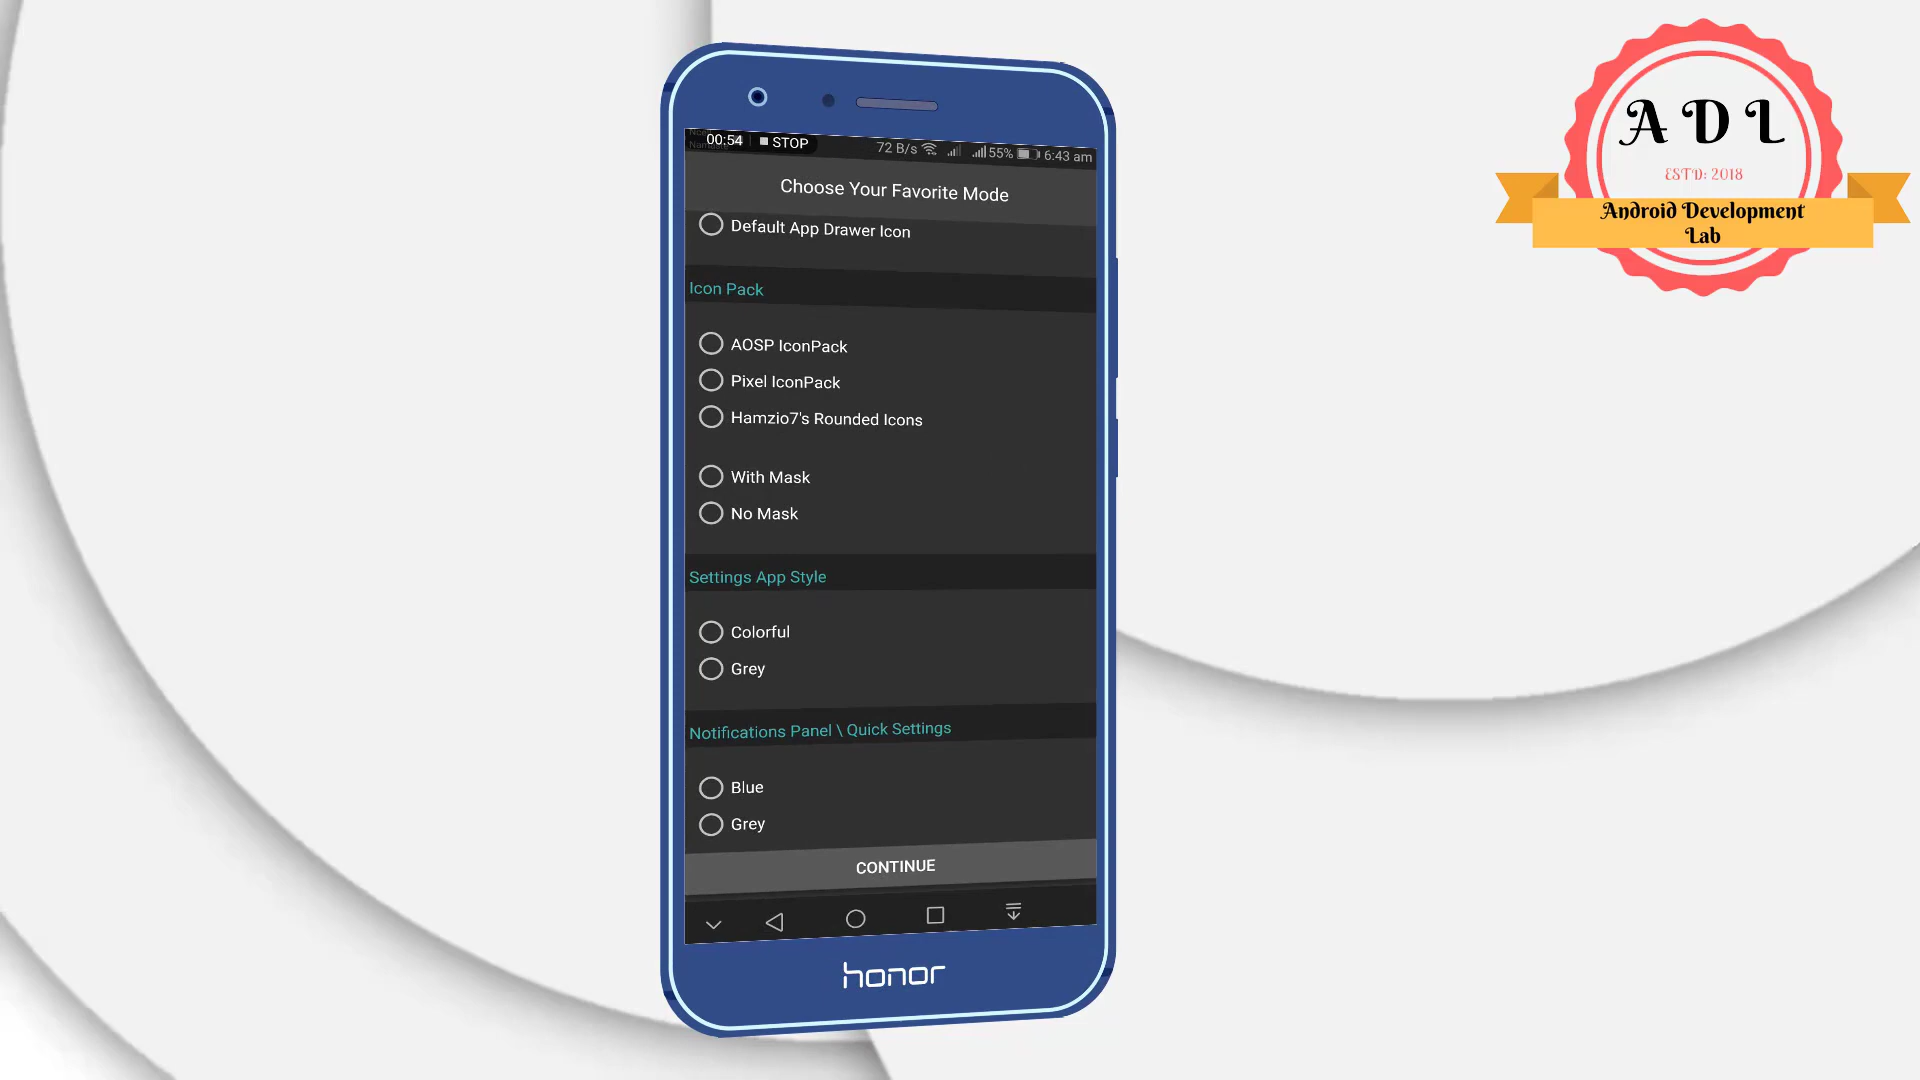 00:54 STOP 72 B/s 55% 6:43 am
Choose Your Favorite Mode
Default App Drawer Icon
Icon Pack
AOSP IconPack
Pixel IconPack
Hamzio7's Rounded Icons
With Mask
No Mask
Settings App Style
Colorful
Grey
Notifications Panel \ Quick Settings
Blue
Grey
CONTINUE
honor
A D L
ESTD: 2018
Android Development
Lab